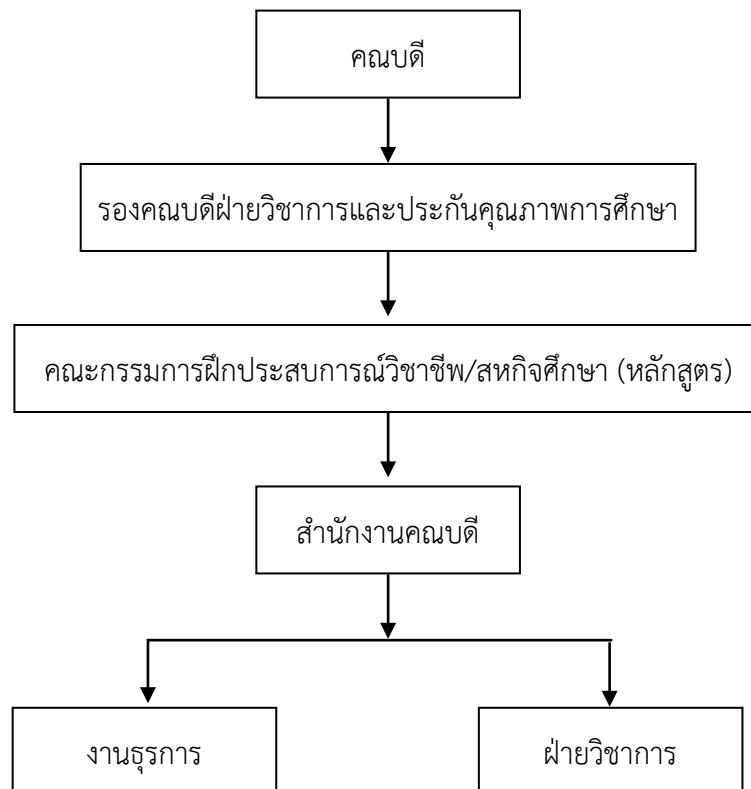 คณบดี
รองคณบดีฝ่ายวิชาการและประกันคุณภาพการศึกษา
คณะกรรมการฝึกประสบการณ์วิชาชีพ/สหกิจศึกษา (หลักสูตร)
สำนักงานคณบดี
งานธุรการ
ฝ่ายวิชาการ